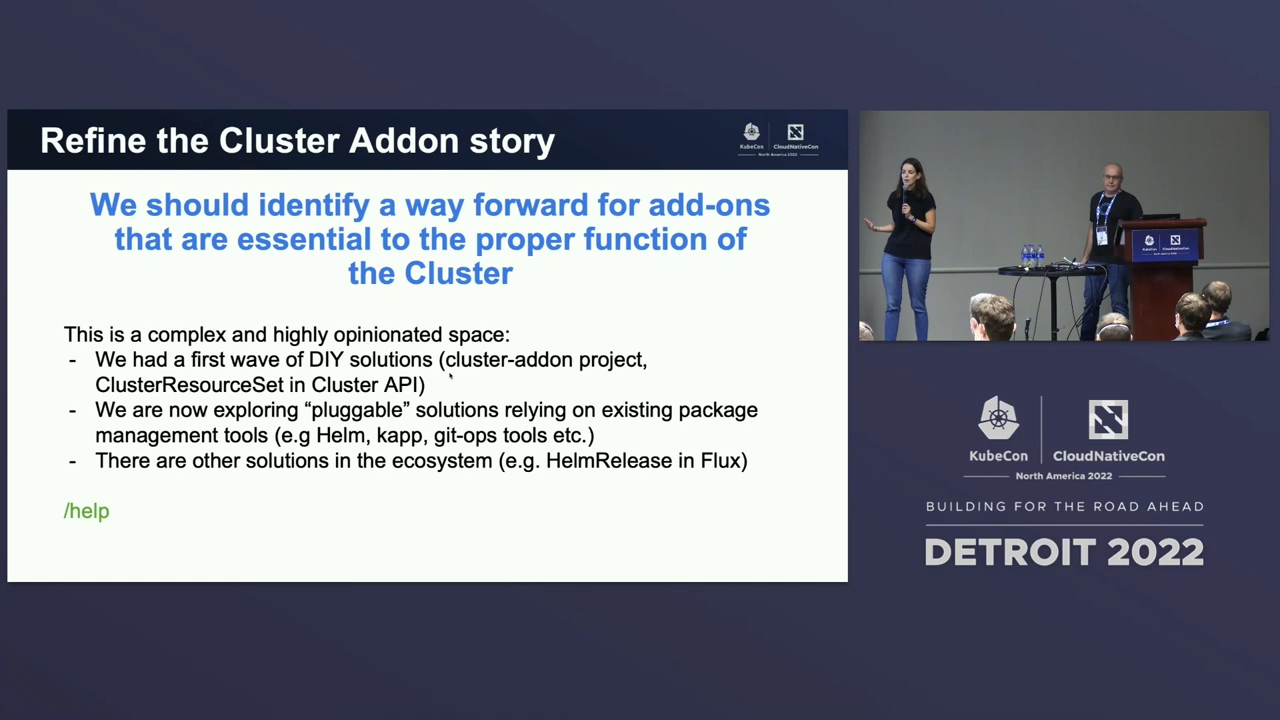 Refine the Cluster Addon story
KubeCon
CloudNativeCon
North America 2022
We should identify a way forward for add-ons
that are essential to the proper function of
the Cluster
This is a complex and highly opinionated space:
- We had a first wave of DIY solutions (cluster-addon project,
ClusterResourceSet in Cluster API)
- We are now exploring “pluggable” solutions relying on existing package
management tools (e.g Helm, kapp, git-ops tools etc.)
- There are other solutions in the ecosystem (e.g. HelmRelease in Flux)
/help
KubeCon
CloudNativeCon
North America 2022
BUILDING FOR THE ROAD AHEAD
DETROIT 2022